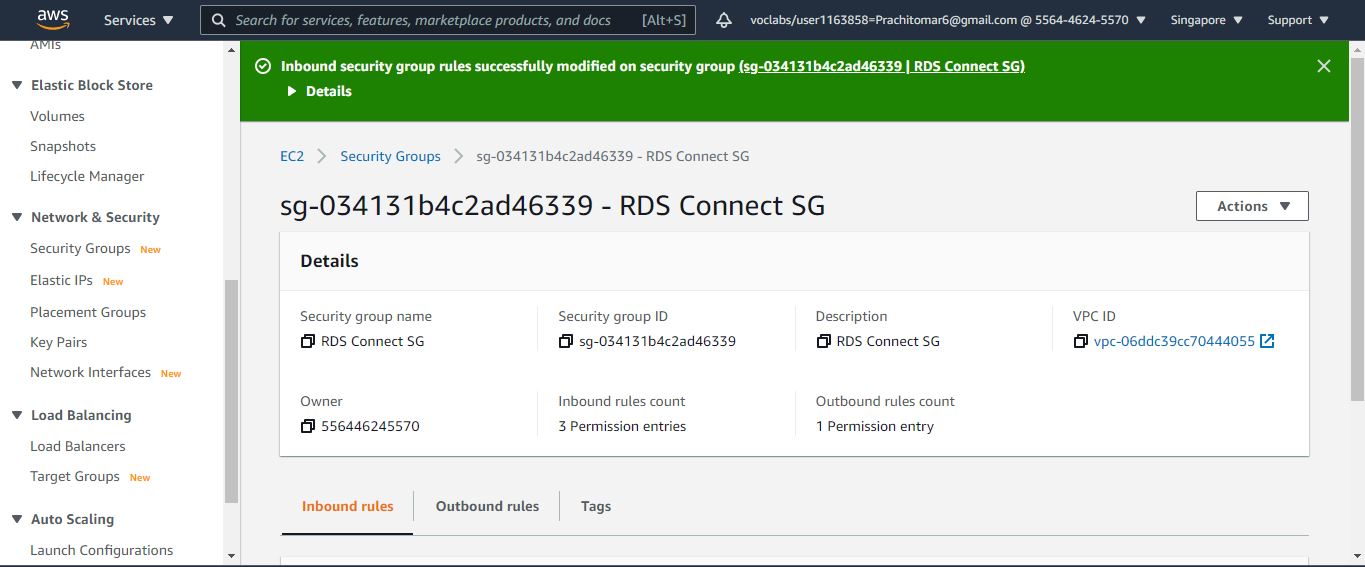 aws
Services
Search for services, features, marketplace products, and docs [Alt+S]
voclabs/user1163858=Prachitomar6@gmail.com @ 5564-4624-5570
Singapore
Support
AMIs
Elastic Block Store
Volumes
Snapshots
Lifecycle Manager
Network & Security
Security Groups New
Elastic IPs New
Placement Groups
Key Pairs
Network Interfaces New
Load Balancing
Load Balancers
Target Groups New
Auto Scaling
Launch Configurations
Inbound security group rules successfully modified on security group (sg-034131b4c2ad46339 | RDS Connect SG)
Details
EC2 > Security Groups > sg-034131b4c2ad46339 - RDS Connect SG
sg-034131b4c2ad46339 - RDS Connect SG
Actions
Details
Security group name
RDS Connect SG
Security group ID
sg-034131b4c2ad46339
Description
RDS Connect SG
VPC ID
vpc-06ddc39cc70444055
Owner
556446245570
Inbound rules count
3 Permission entries
Outbound rules count
1 Permission entry
Inbound rules
Outbound rules
Tags